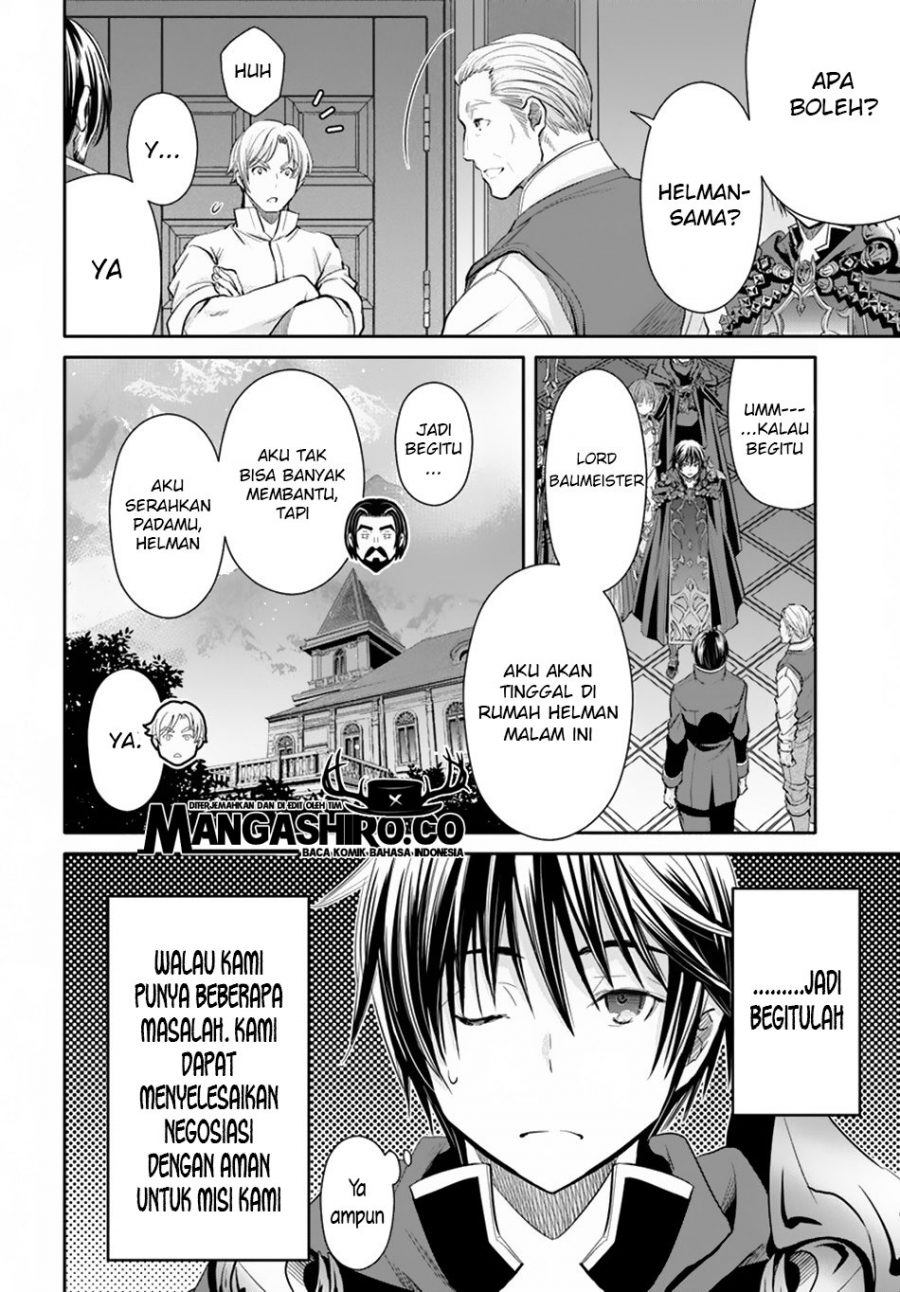 APA
BOLEH?
HELMAN-
SAMA?
HUH
Y...
YA
UMM---
...KALAU
BEGITU
LORD
BAUMEISTER
AKU AKAN
TINGGAL DI
RUMAH HELMAN
MALAM INI
JADI
BEGITU
...
AKU TAK
BISA BANYAK
MEMBANTU,
TAPI
AKU
SERAHKAN
PADAMU,
HELMAN
YA.
DITERJEMAHKAN DAN DI EDIT OLEH TIM
MANGASHIRO.CO
BACA KOMIK BAHASA INDONESIA
.........JADI
BEGITULAH
WALAU KAMI
PUNYA BEBERAPA
MASALAH. KAMI
DAPAT
MENYELESAIKAN
NEGOSIASI
DENGAN AMAN
UNTUK MISI KAMI
Ya
ampun